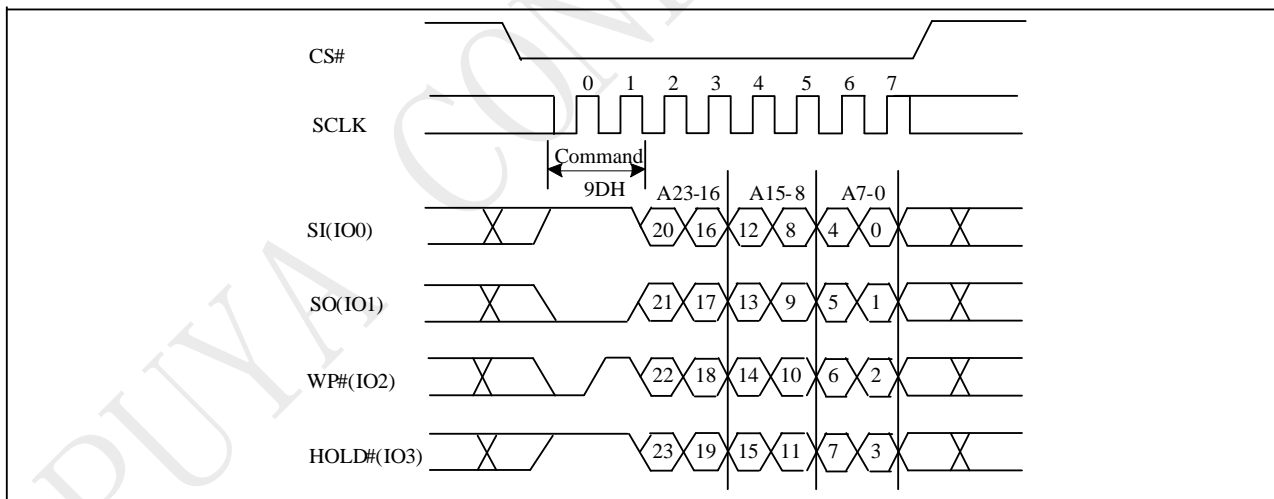 CS#
0 1 2 3 4 5 6 7
SCLK
Command
9DH
A23-16 A15-8 A7-0
SI(IO0) 20 16 12 8 4 0
SO(IO1) 21 17 13 9 5 1
WP#(IO2) 22 18 14 10 6 2
HOLD#(IO3) 23 19 15 11 7 3
PUYA